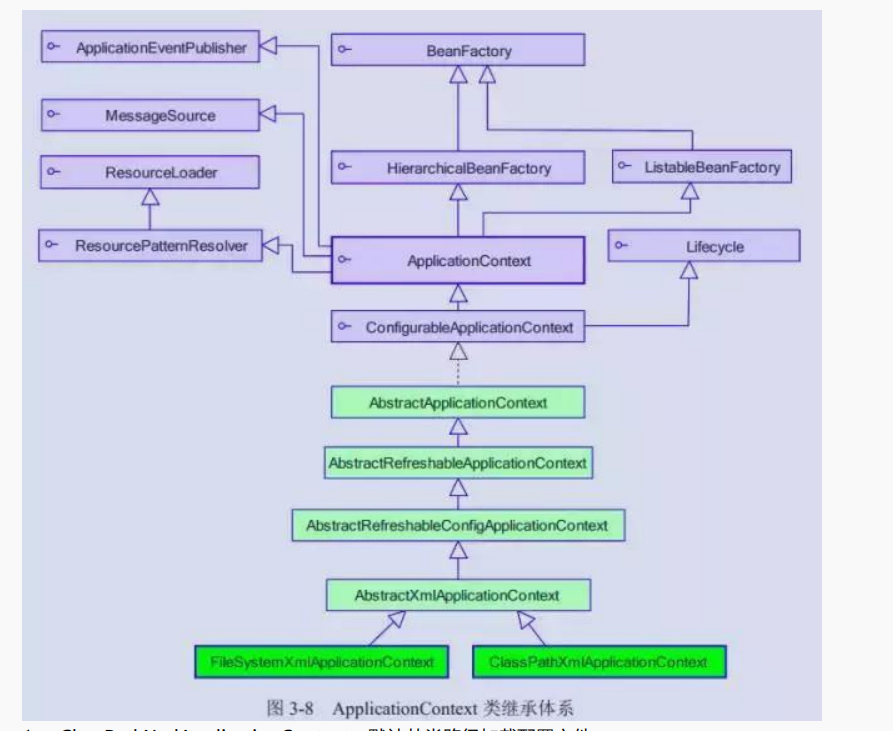 ApplicationEventPublisher
BeanFactory
MessageSource
ResourceLoader
HierarchicalBeanFactory
ListableBeanFactory
ResourcePatternResolver
ApplicationContext
Lifecycle
ConfigurableApplicationContext
AbstractApplicationContext
AbstractRefreshableApplicationContext
AbstractRefreshableConfigApplicationContext
AbstractXmlApplicationContext
FileSystemXmlApplicationContext
ClassPathXmlApplicationContext
图 3-8 ApplicationContext 类继承体系